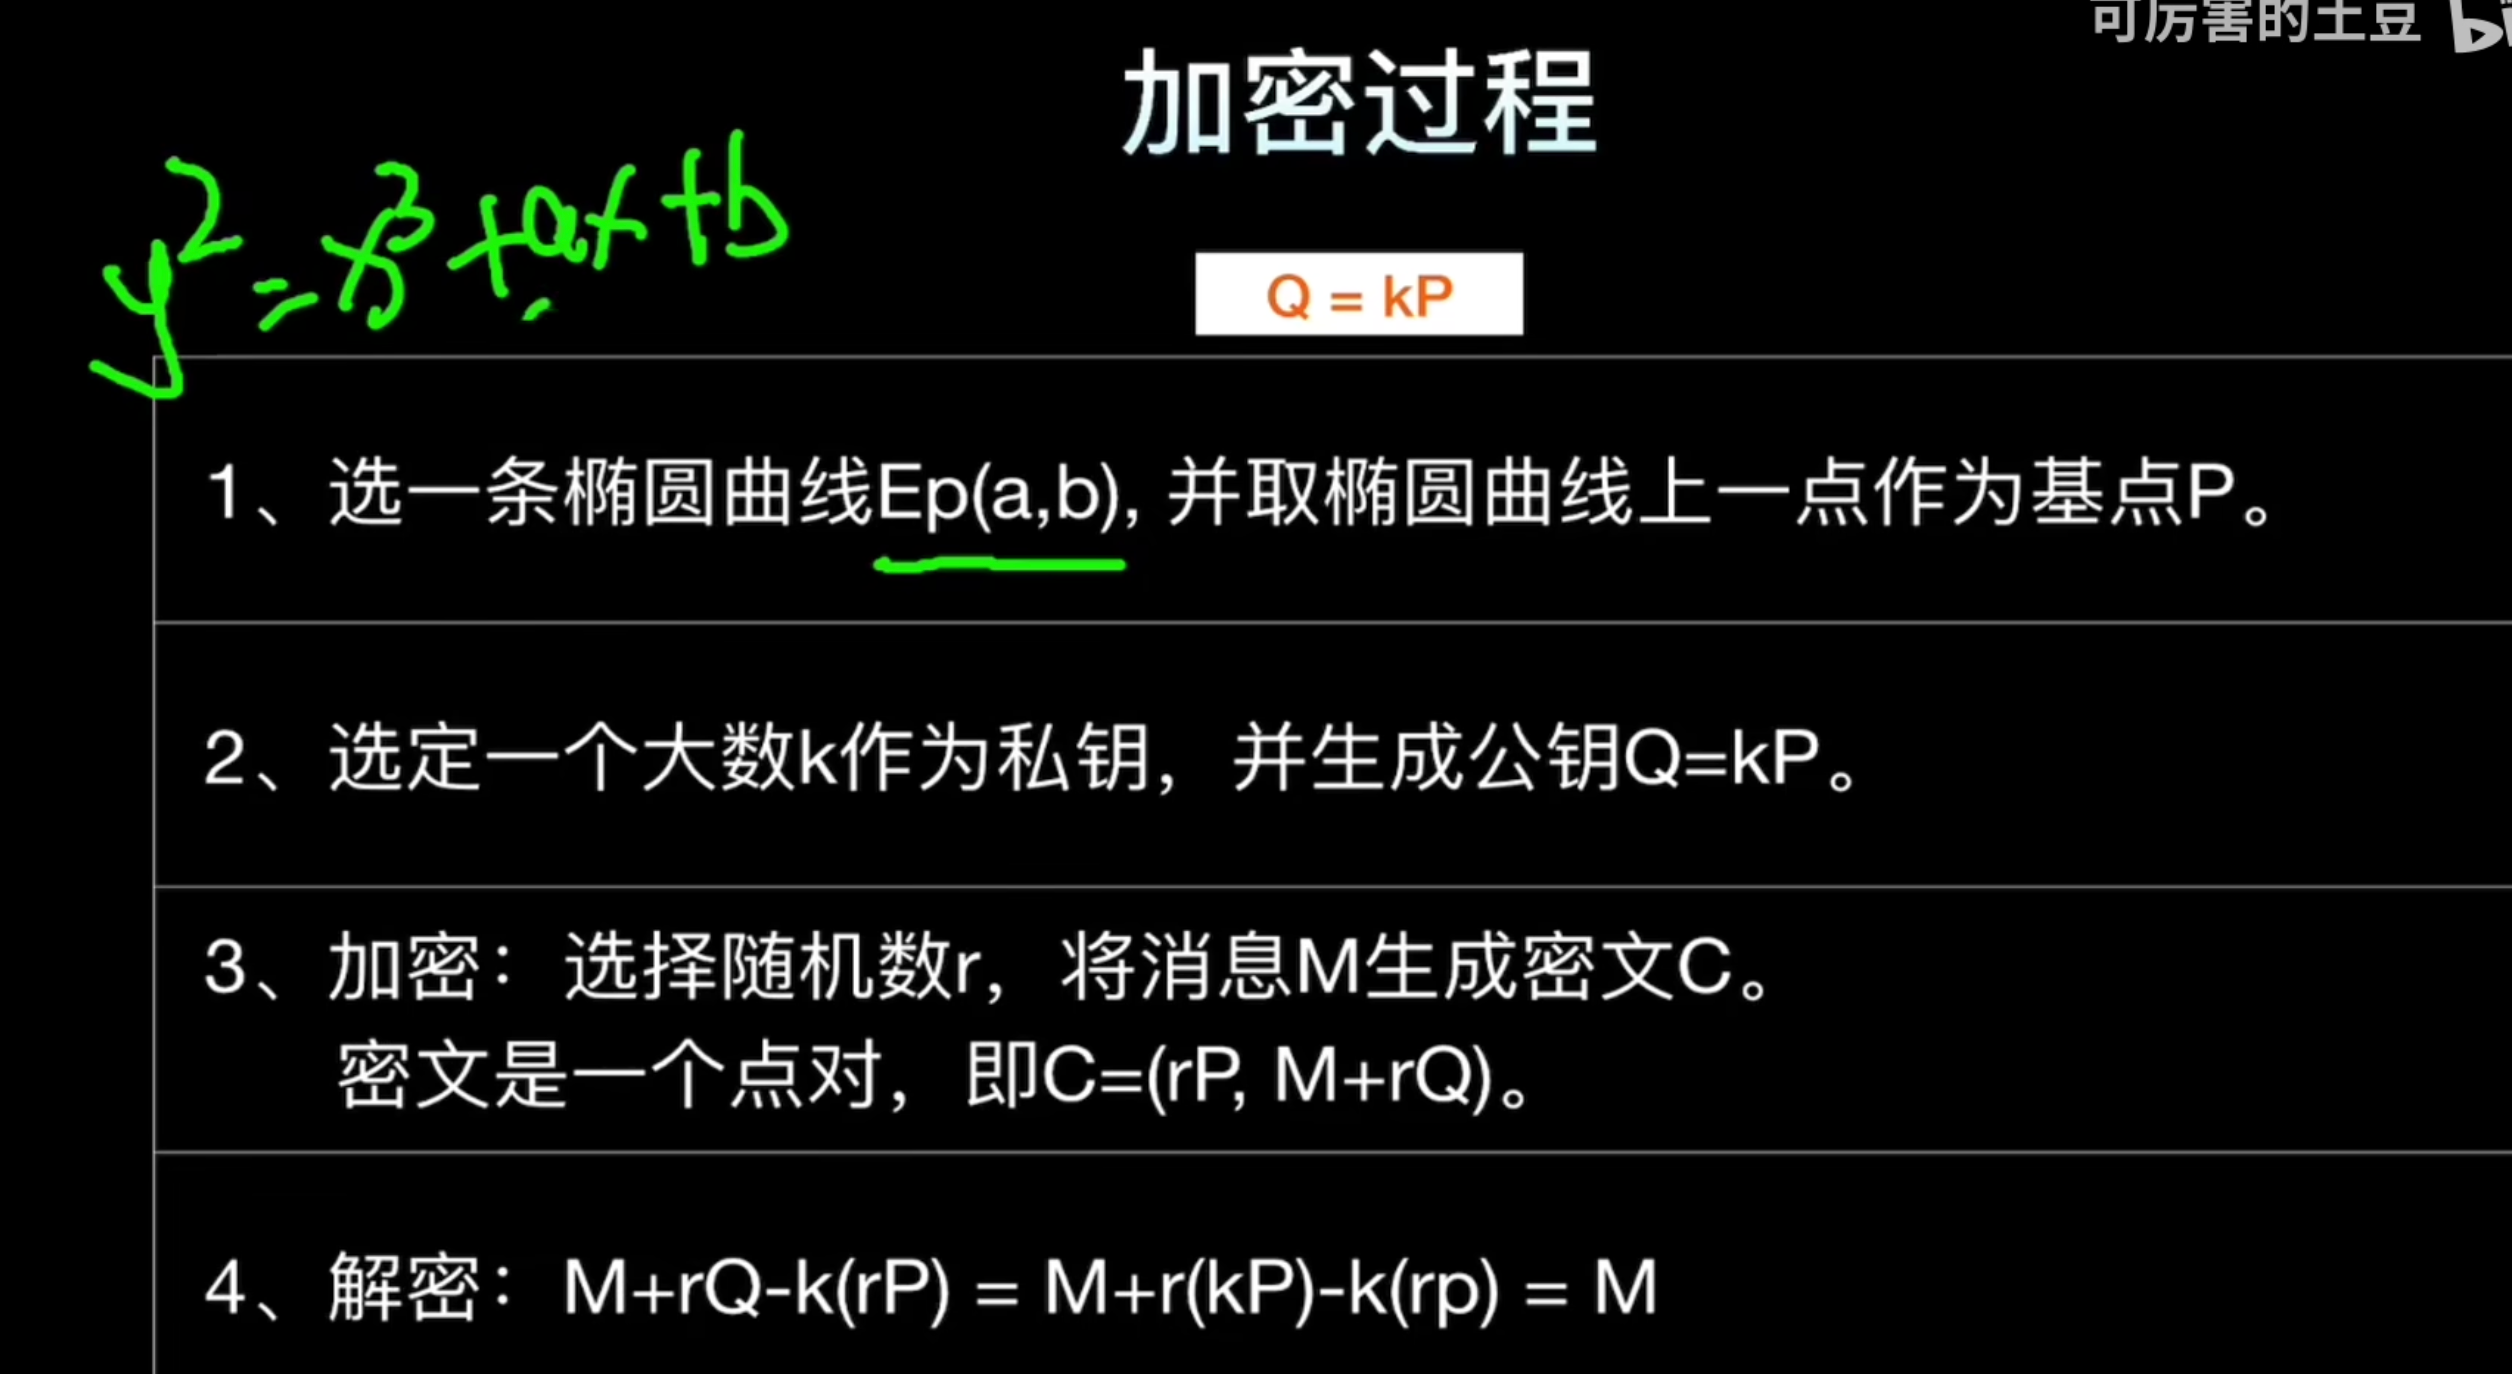 可厉害的土豆
加密过程
y²=x³+ax+b
Q = kP
1、选一条椭圆曲线Ep(a,b), 并取椭圆曲线上一点作为基点P。
2、选定一个大数k作为私钥，并生成公钥Q=kP。
3、加密：选择随机数r，将消息M生成密文C。
密文是一个点对，即C=(rP, M+rQ)。
4、解密：M+rQ-k(rP) = M+r(kP)-k(rp) = M